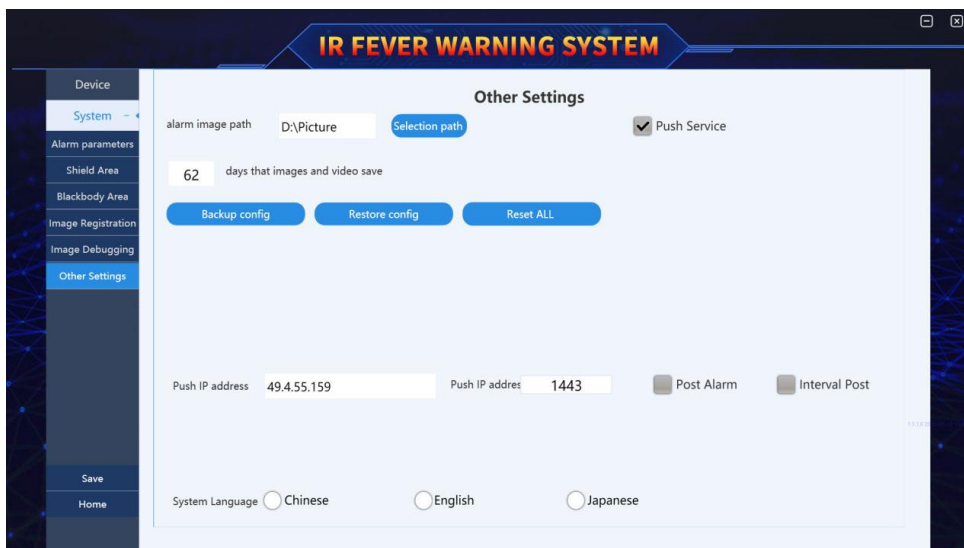 IR FEVER WARNING SYSTEM
Device
System
Alarm parameters
Shield Area
Blackbody Area
Image Registration
Image Debugging
Other Settings
Save
Home
Other Settings
alarm image path D:\Picture Selection path Push Service
62 days that images and video save
Backup config Restore config Reset ALL
Push IP address 49.4.55.159 Push IP addres 1443 Post Alarm Interval Post
System Language Chinese English Japanese